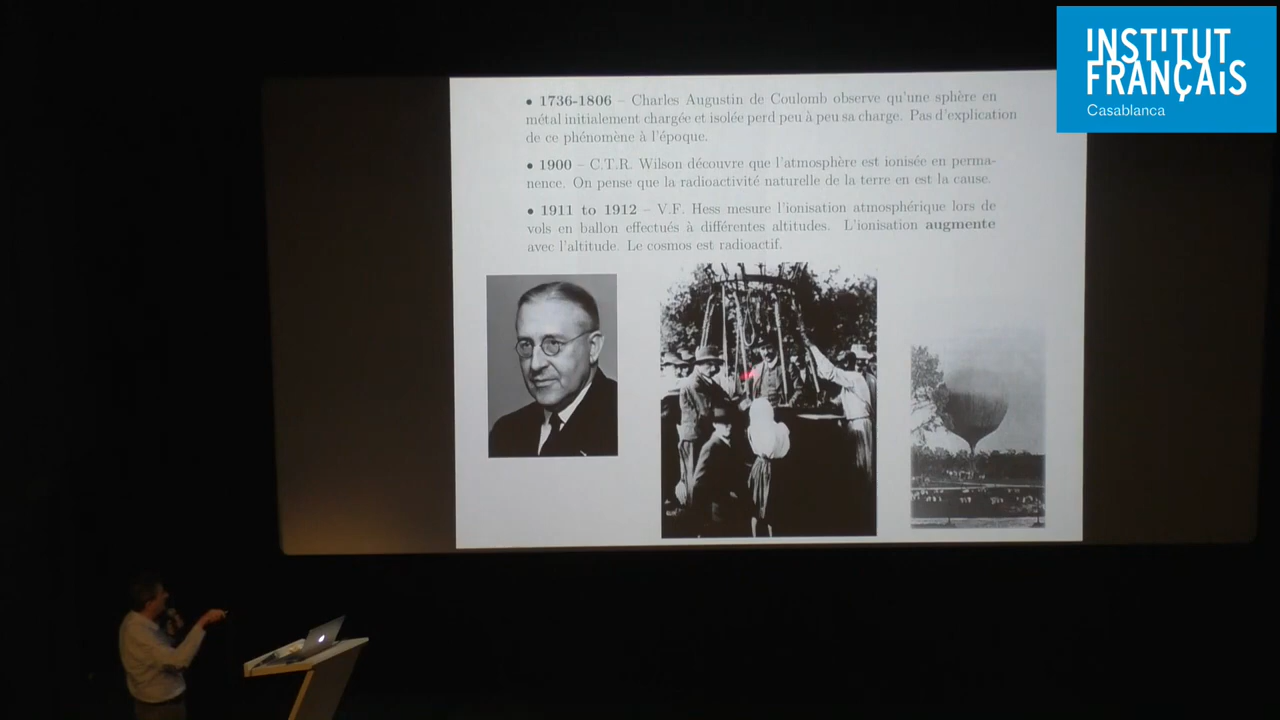 INSTITUT
FRANÇAIS
Casablanca
• 1736-1806 – Charles Augustin de Coulomb observe qu'une sphère en
métal initialement chargée et isolée perd peu à peu sa charge. Pas d'explication
de ce phénomène à l'époque.
• 1900 – C.T.R. Wilson découvre que l'atmosphère est ionisée en perma-
nence. On pense que la radioactivité naturelle de la terre en est la cause.
• 1911 to 1912 – V.F. Hess mesure l'ionisation atmosphérique lors de
vols en ballon effectués à différentes altitudes. L'ionisation augmente
avec l'altitude. Le cosmos est radioactif.